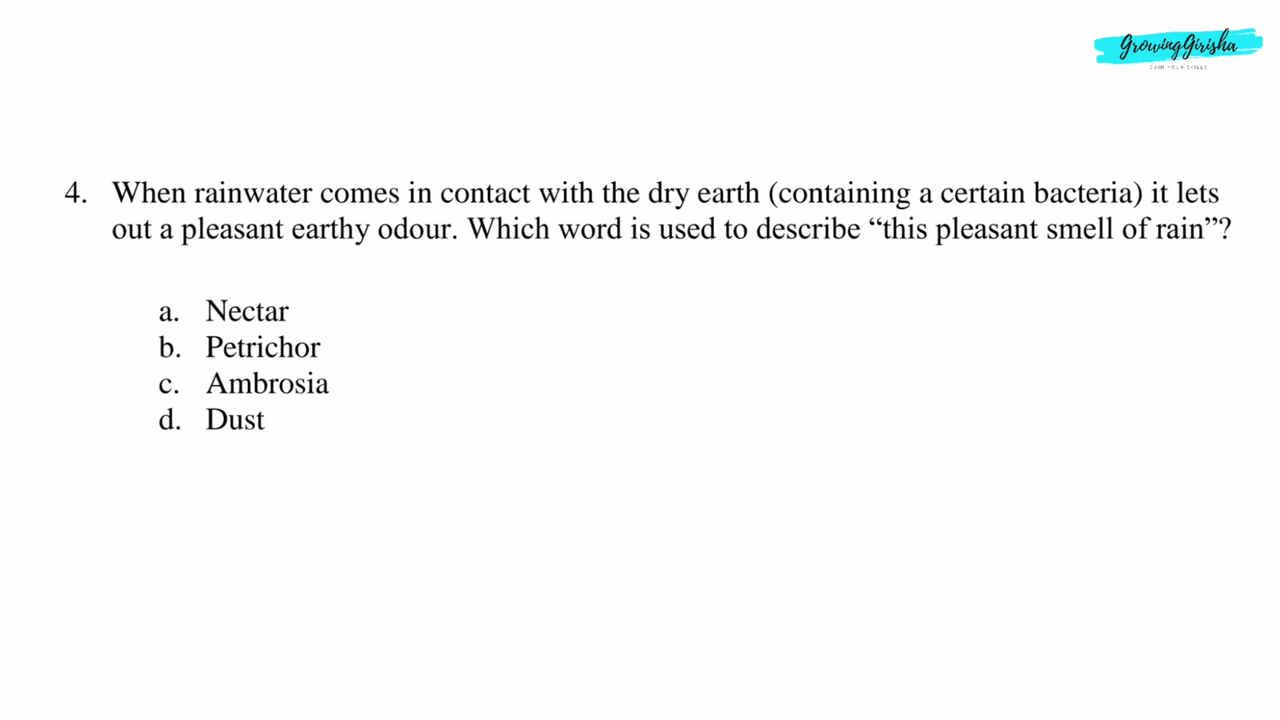 GrowingGirisha
4. When rainwater comes in contact with the dry earth (containing a certain bacteria) it lets
out a pleasant earthy odour. Which word is used to describe “this pleasant smell of rain”?
a. Nectar
b. Petrichor
c. Ambrosia
d. Dust